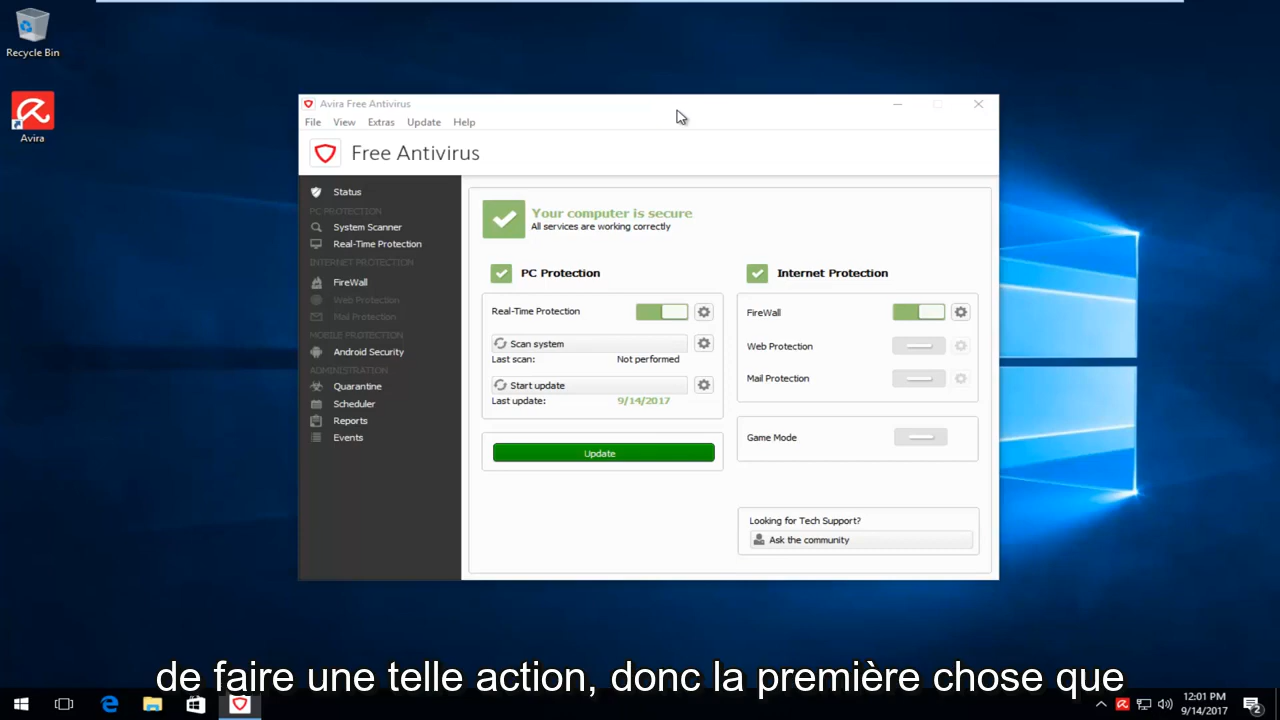 Recycle Bin
Avira
Avira Free Antivirus
File View Extras Update Help
Free Antivirus
Status
PC PROTECTION
System Scanner
Real-Time Protection
INTERNET PROTECTION
FireWall
Web Protection
Mail Protection
MOBILE PROTECTION
Android Security
ADMINISTRATION
Quarantine
Scheduler
Reports
Events
Your computer is secure
All services are working correctly
PC Protection
Real-Time Protection
Scan system
Last scan: Not performed
Start update
Last update: 9/14/2017
Update
Internet Protection
FireWall
Web Protection
Mail Protection
Game Mode
Looking for Tech Support?
Ask the community
de faire une telle action, donc la première chose que
12:01 PM
9/14/2017
2